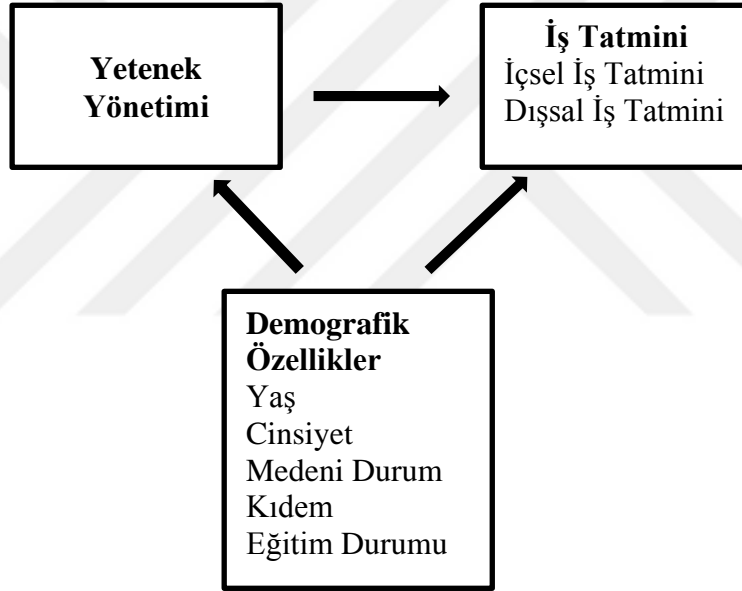 Yetenek
Yönetimi
İş Tatmini
İçsel İş Tatmini
Dışsal İş Tatmini
Demografik
Özellikler
Yaş
Cinsiyet
Medeni Durum
Kıdem
Eğitim Durumu